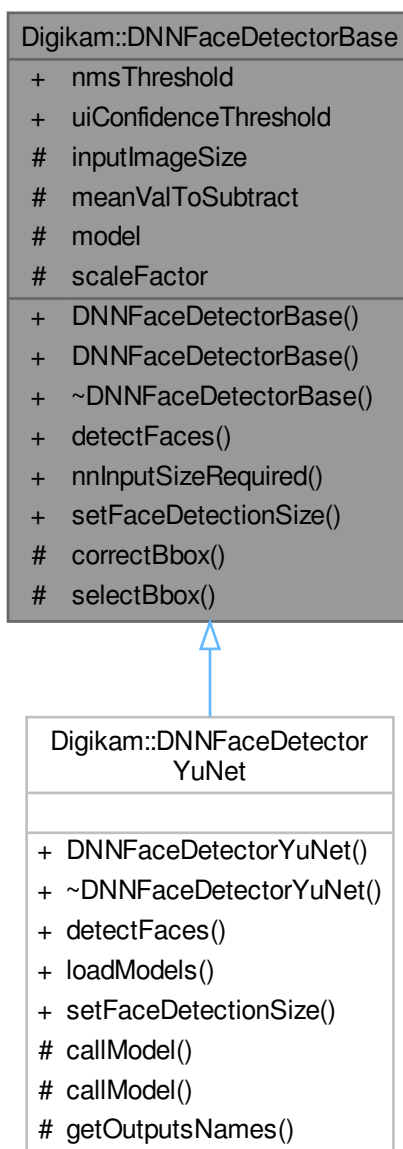 Digikam::DNNFaceDetectorBase
+ nmsThreshold
+ uiConfidenceThreshold
# inputImageSize
# meanValToSubtract
# model
# scaleFactor
+ DNNFaceDetectorBase()
+ DNNFaceDetectorBase()
+ ~DNNFaceDetectorBase()
+ detectFaces()
+ nnInputSizeRequired()
+ setFaceDetectionSize()
# correctBbox()
# selectBbox()
Digikam::DNNFaceDetector
YuNet
+ DNNFaceDetectorYuNet()
+ ~DNNFaceDetectorYuNet()
+ detectFaces()
+ loadModels()
+ setFaceDetectionSize()
# callModel()
# callModel()
# getOutputsNames()